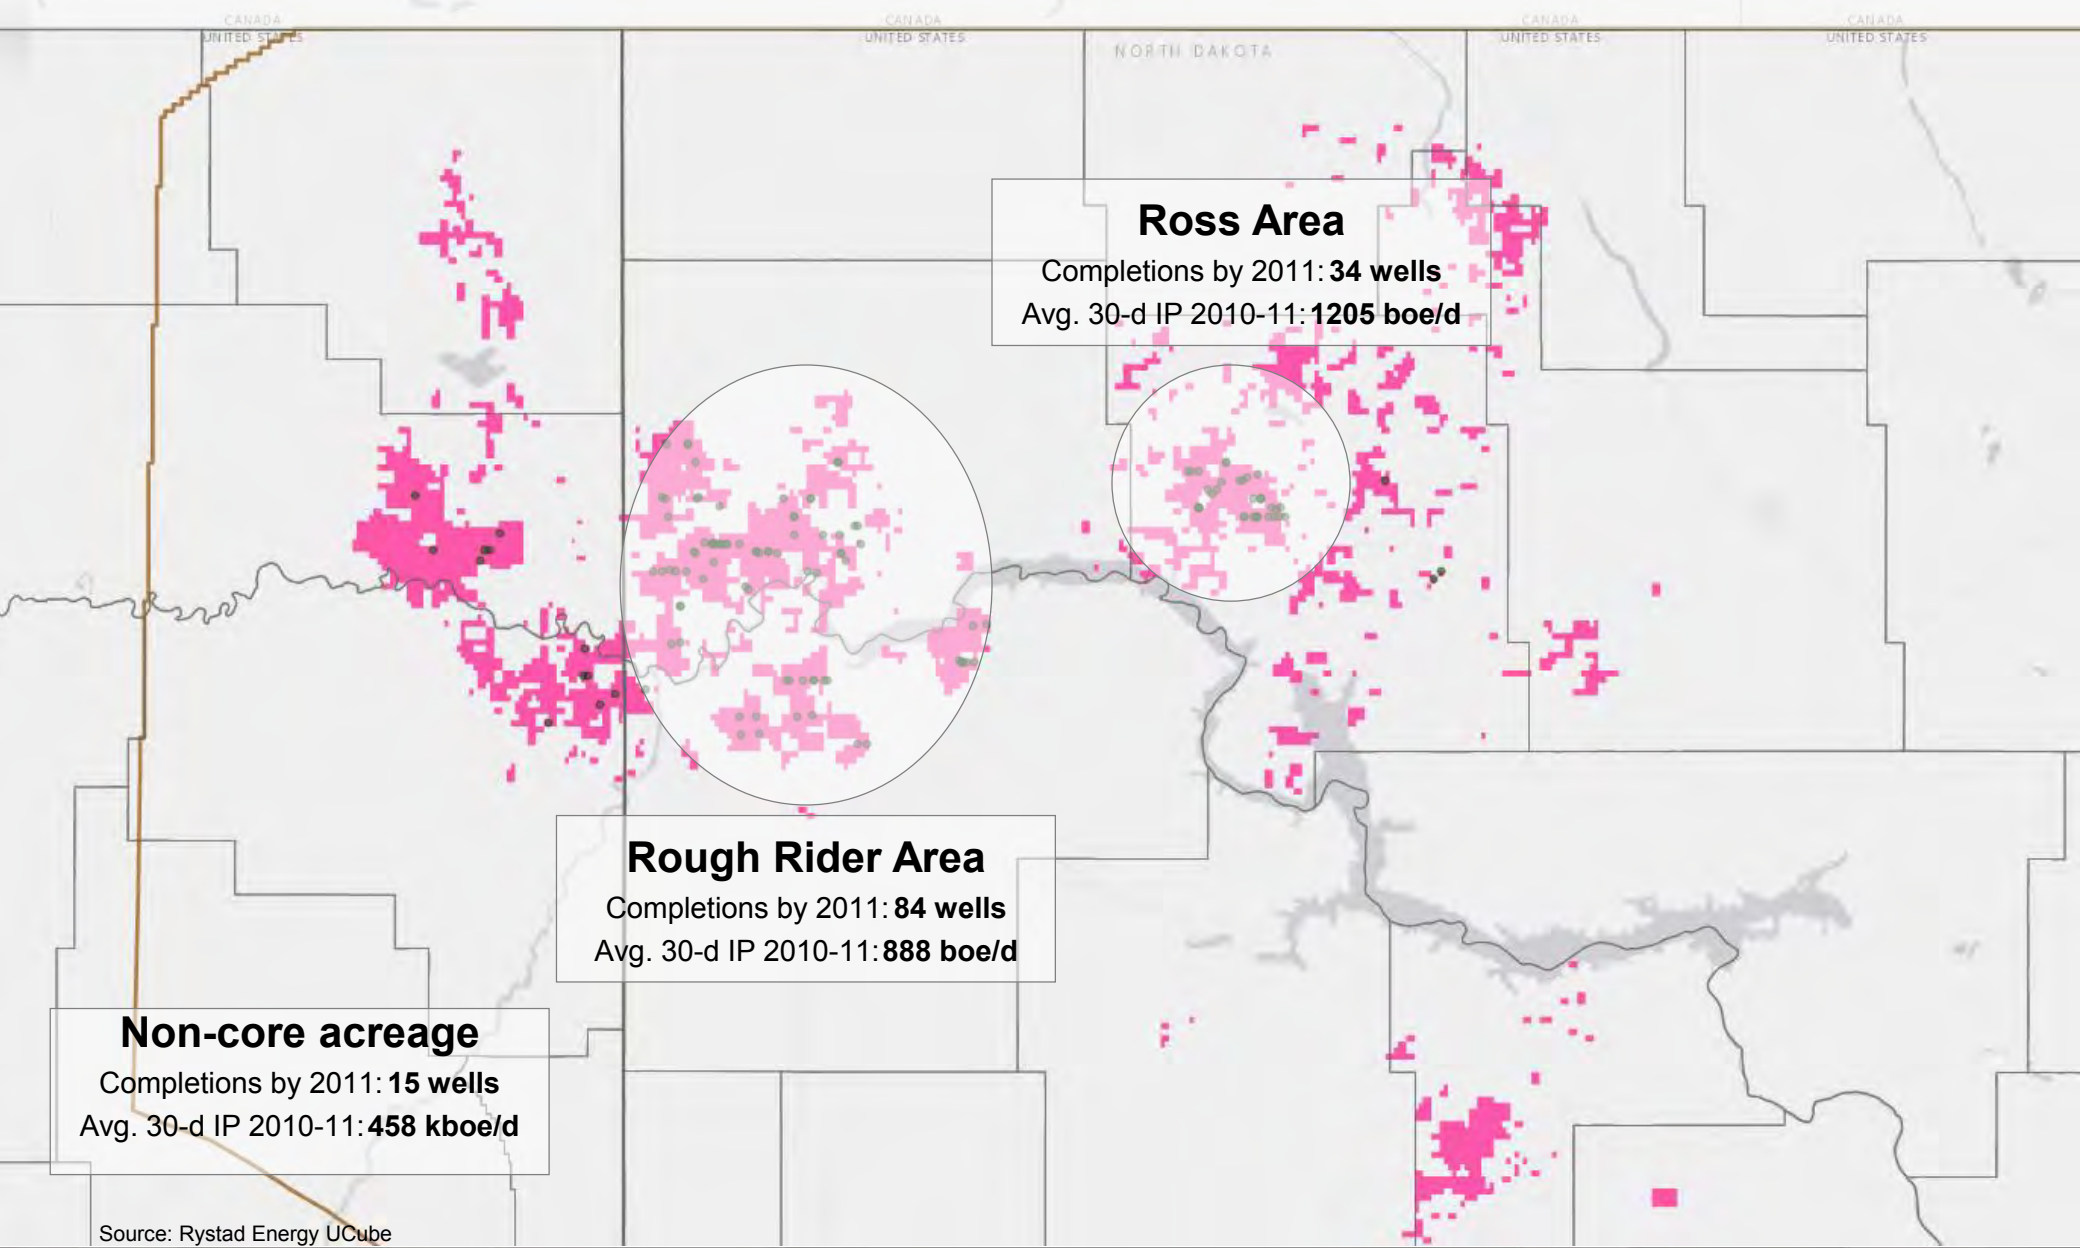 CANADA
UNITED STATES
CANADA
UNITED STATES
CANADA
UNITED STATES
CANADA
UNITED STATES
NORTH DAKOTA
Ross Area
Completions by 2011: 34 wells
Avg. 30-d IP 2010-11: 1205 boe/d
Rough Rider Area
Completions by 2011: 84 wells
Avg. 30-d IP 2010-11: 888 boe/d
Non-core acreage
Completions by 2011: 15 wells
Avg. 30-d IP 2010-11: 458 kboe/d
Source: Rystad Energy UCube